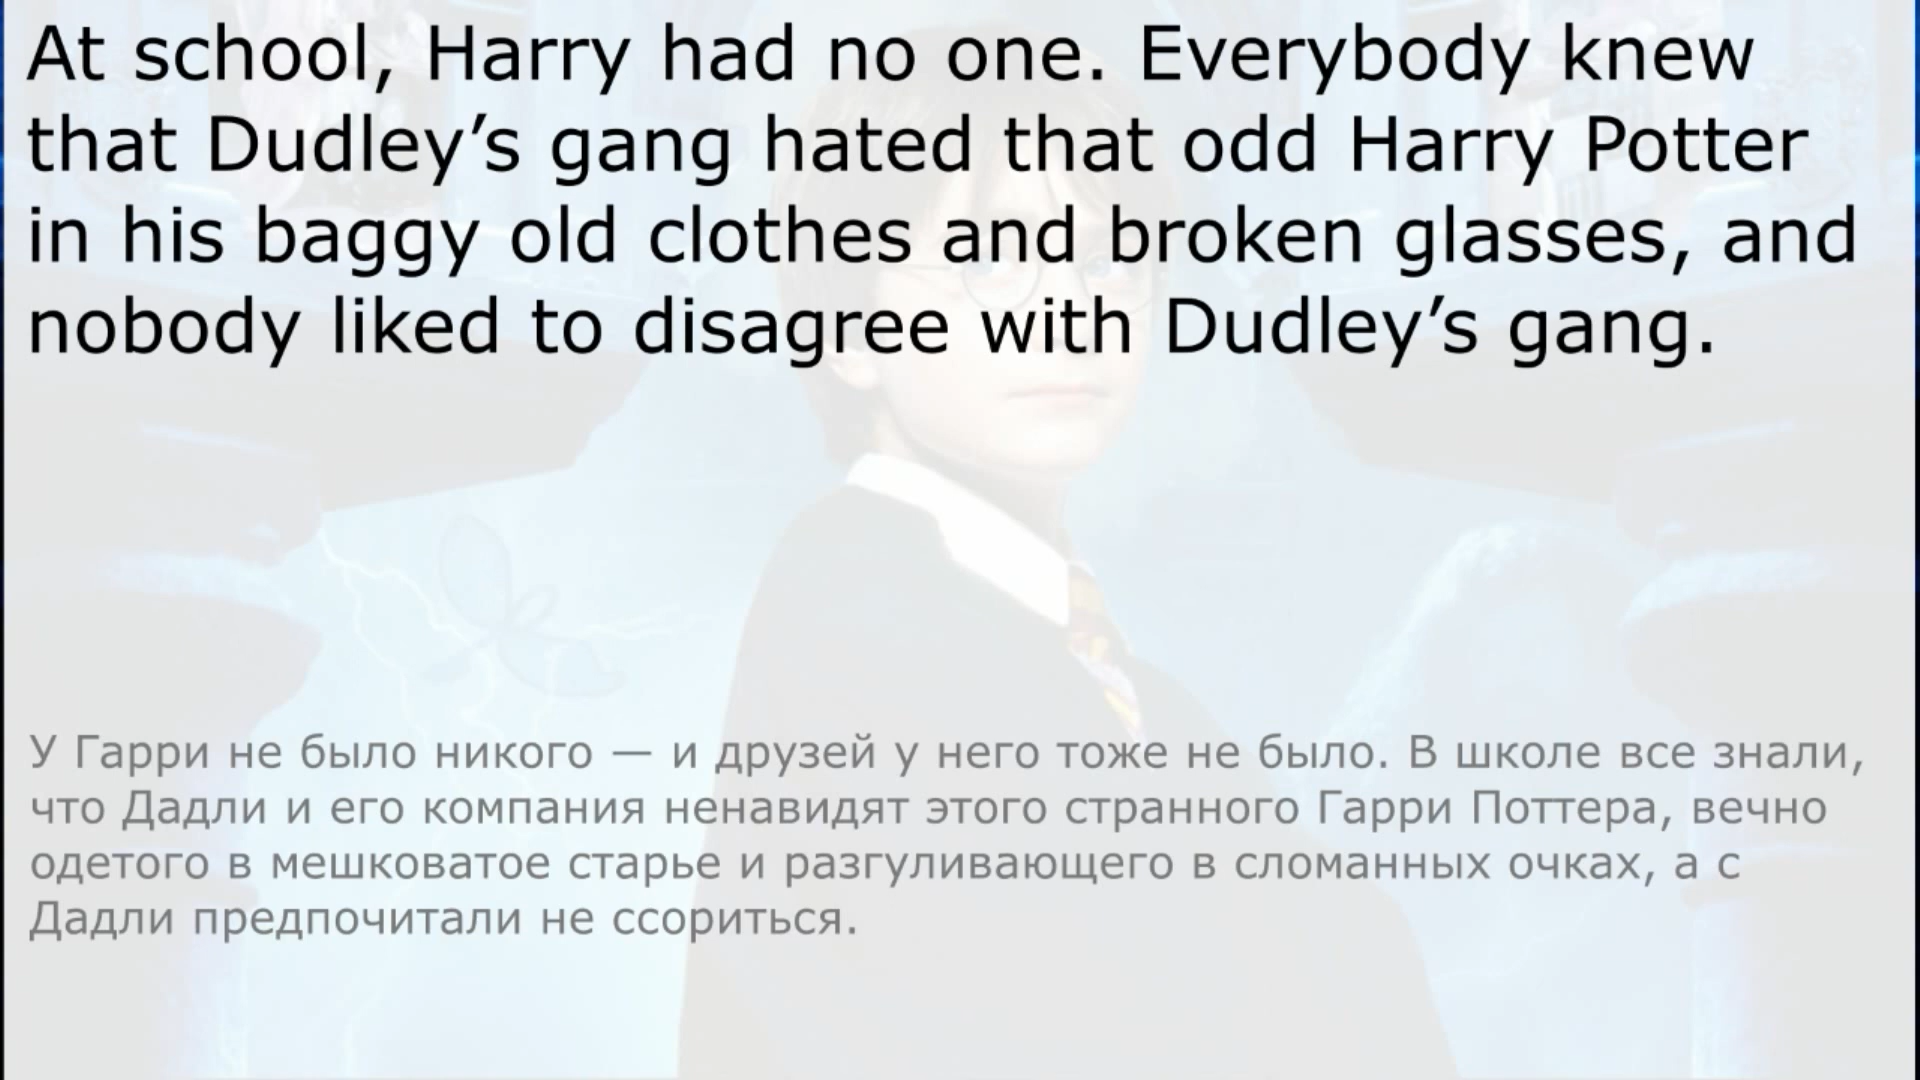 At school, Harry had no one. Everybody knew
that Dudley’s gang hated that odd Harry Potter
in his baggy old clothes and broken glasses, and
nobody liked to disagree with Dudley’s gang.
У Гарри не было никого — и друзей у него тоже не было. В школе все знали,
что Дадли и его компания ненавидят этого странного Гарри Поттера, вечно
одетого в мешковатое старье и разгуливающего в сломанных очках, а с
Дадли предпочитали не ссориться.